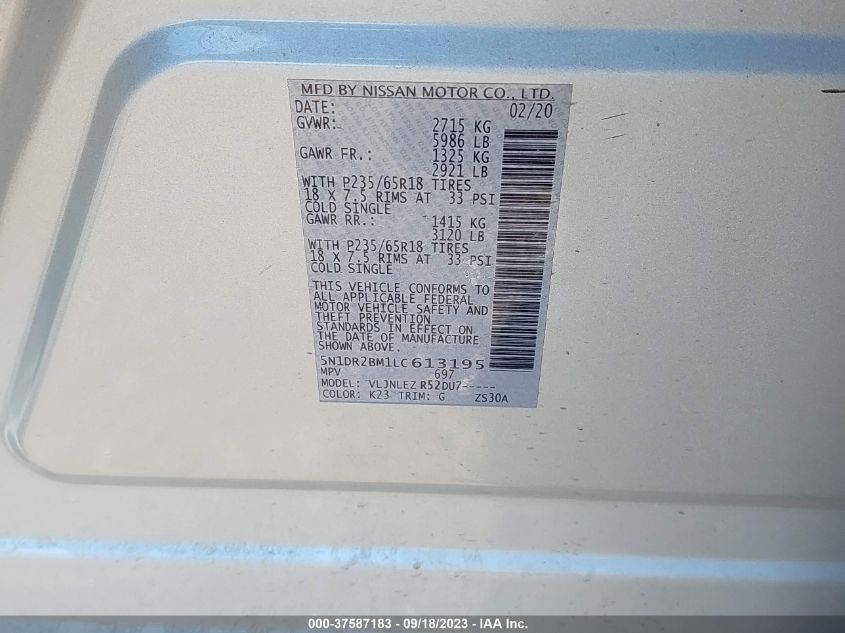 MFD BY NISSAN MOTOR CO., LTD.
DATE: 02/20
GVWR: 2715 KG
5986 LB
GAWR FR.: 1325 KG
2921 LB
WITH P235/65R18 TIRES
18 X 7.5 RIMS AT 33 PSI
COLD SINGLE
GAWR RR.: 1415 KG
3120 LB
WITH P235/65R18 TIRES
18 X 7.5 RIMS AT 33 PSI
COLD SINGLE
THIS VEHICLE CONFORMS TO
ALL APPLICABLE FEDERAL
MOTOR VEHICLE SAFETY AND
THEFT PREVENTION
STANDARDS IN EFFECT ON
THE DATE OF MANUFACTURE
SHOWN ABOVE.
5N1DR2BM1LC613195
MPV 697
MODEL: VLJNLEZ R52DU7-----
COLOR: K23 TRIM: G ZS30A
000-37587183 - 09/18/2023 - IAA Inc.